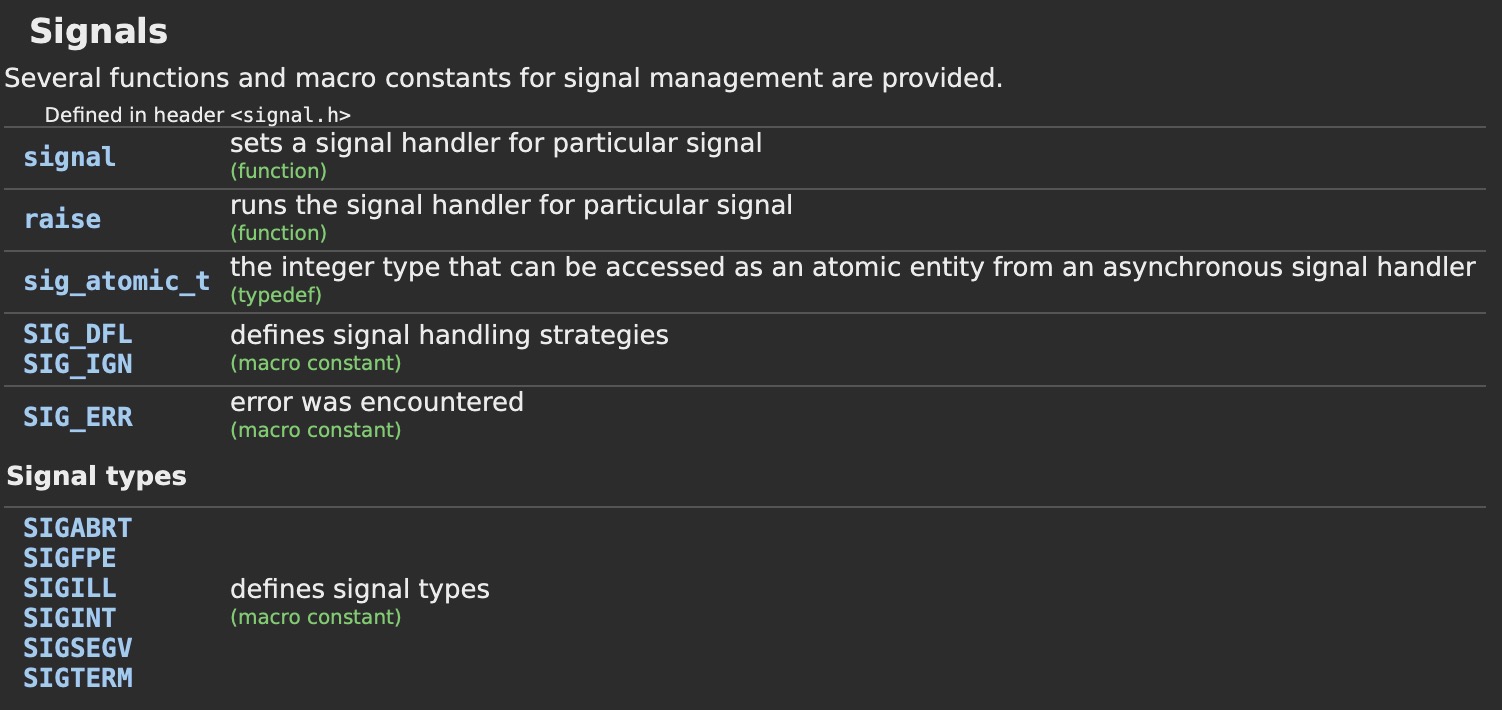 Signals
Several functions and macro constants for signal management are provided.
Defined in header <signal.h>
signal
sets a signal handler for particular signal
(function)
raise
runs the signal handler for particular signal
(function)
sig_atomic_t
the integer type that can be accessed as an atomic entity from an asynchronous signal handler
(typedef)
SIG_DFL
SIG_IGN
defines signal handling strategies
(macro constant)
SIG_ERR
error was encountered
(macro constant)
Signal types
SIGABRT
SIGFPE
SIGILL
SIGINT
SIGSEGV
SIGTERM
defines signal types
(macro constant)